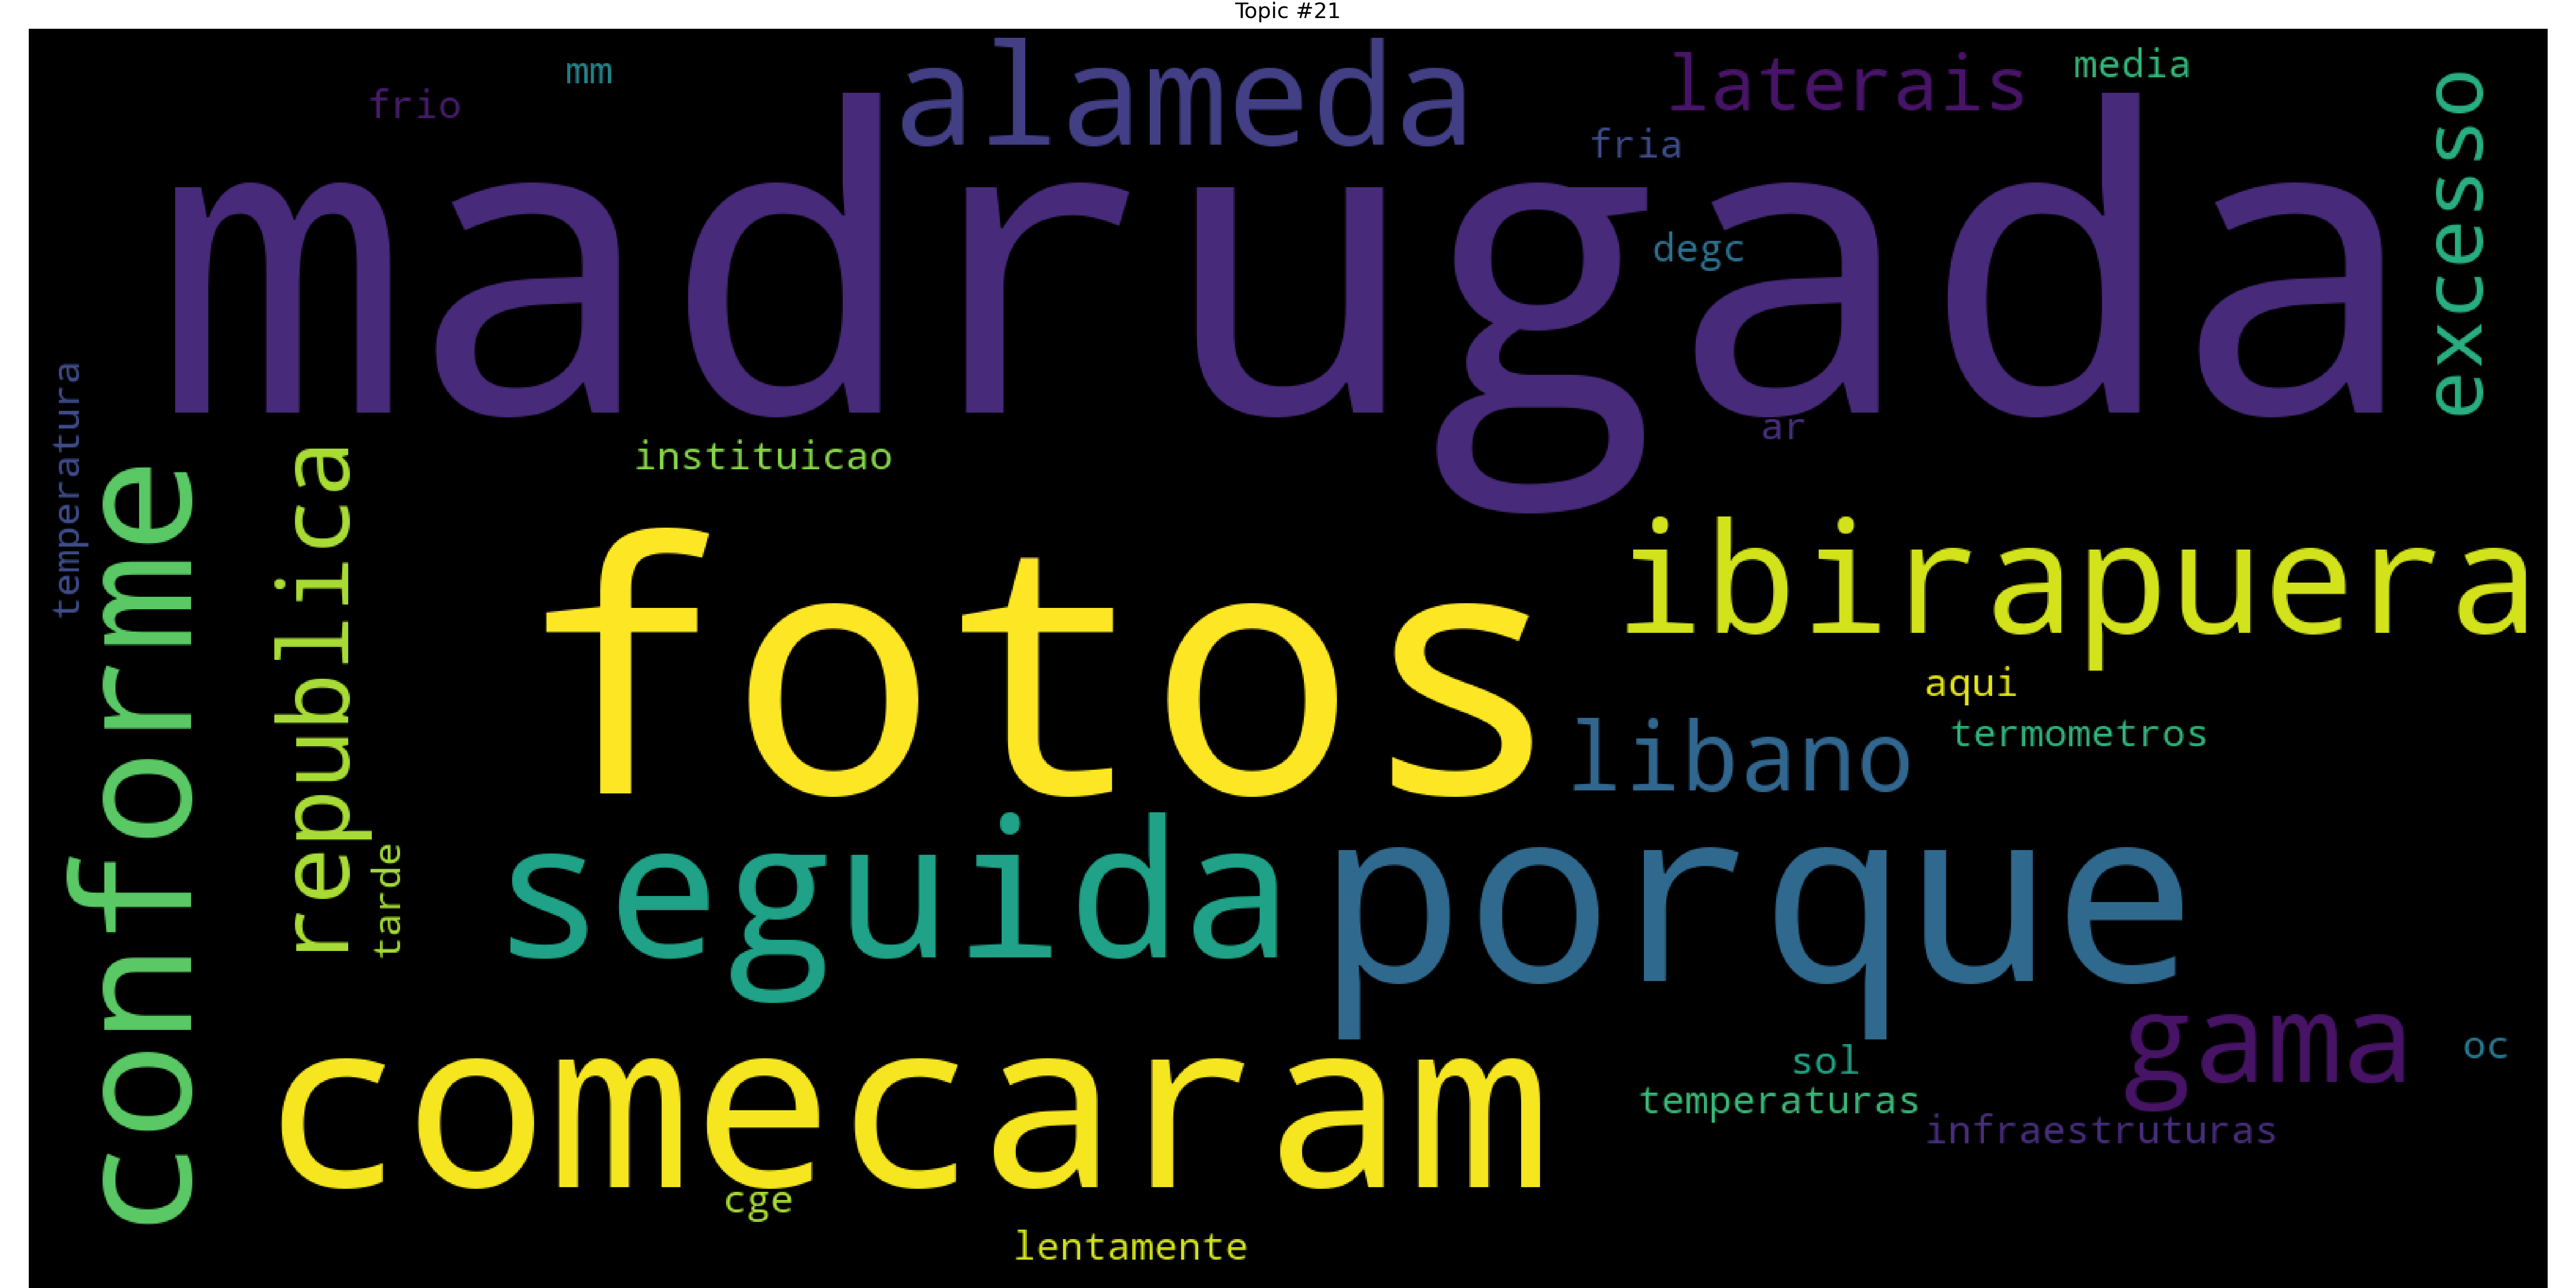 Topic #21
mm
frio
alameda
laterais
media
fria
excesso
madrugada
degc
ar
temperatura
instituicao
conforme
republica
fotos
ibirapuera
aqui
libano
termometros
tarde
seguida
porque
gama
oc
sol
temperaturas
infraestruturas
comecaram
cge
lentamente